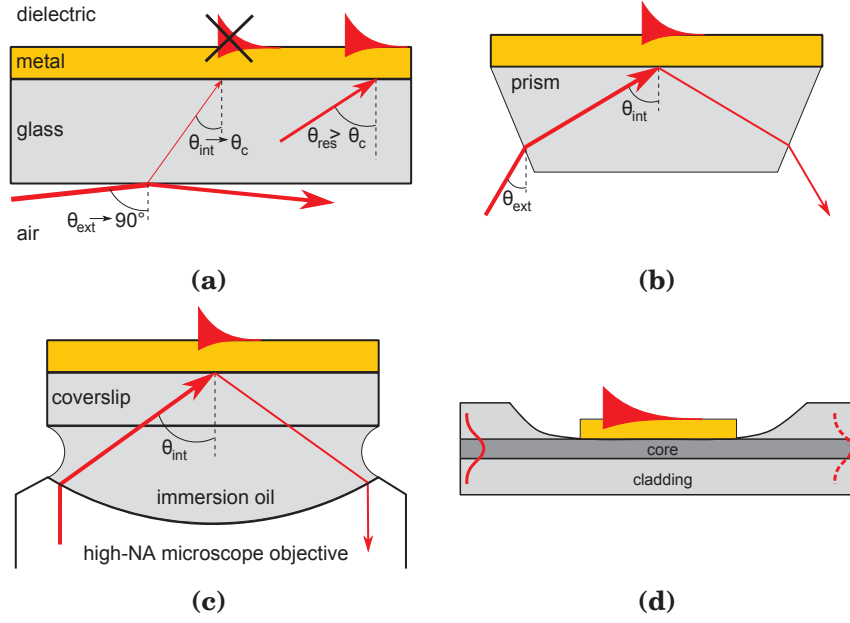 dielectric
metal
glass
θint → θc
θres > θc
θext → 90°
air
(a)
prism
θint
θext
(b)
coverslip
θint
immersion oil
high-NA microscope objective
(c)
core
cladding
(d)